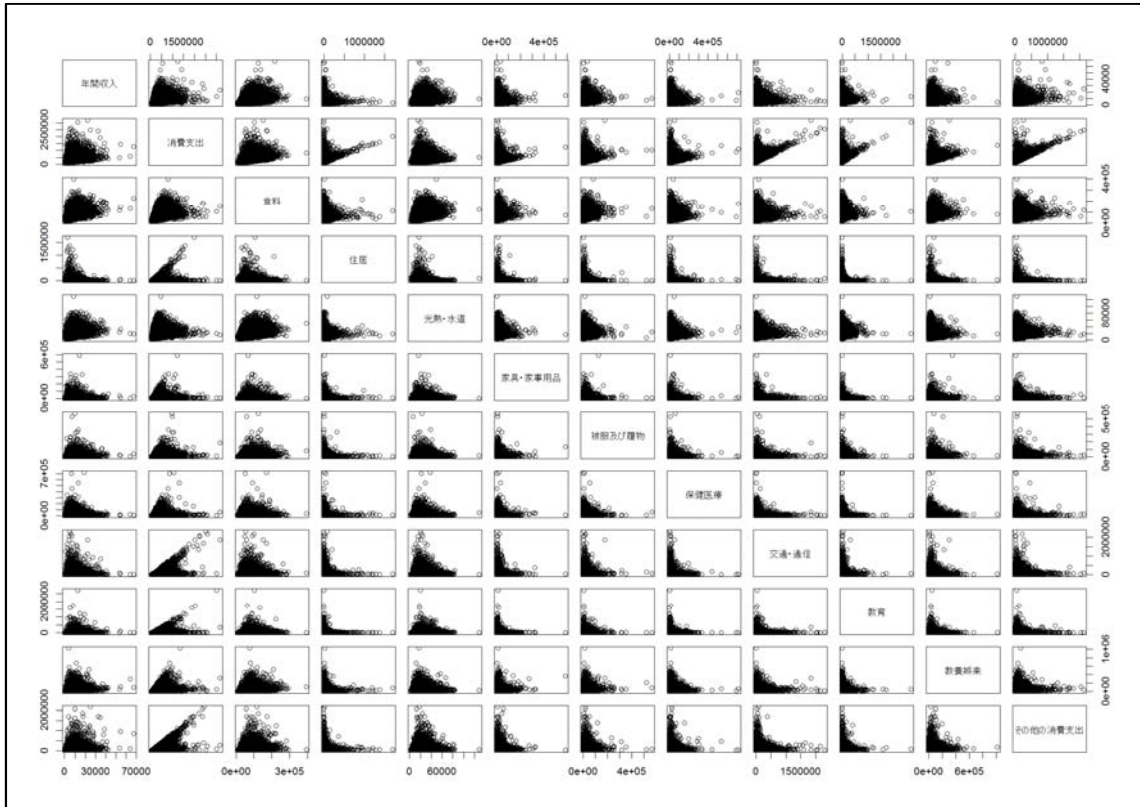 0 1500000 0 1000000 0e+00 4e+05 0e+00 4e+05 0 1500000 0 1000000
年間収入 0 40000
0 2500000 消費支出
食料 0e+00 4e+05
0 1500000 住居
光熱・水道 0 80000
0e+00 6e+05 家具・家事用品
被服及び履物 0e+00 5e+05
0e+00 7e+05 保健医療
交通・通信 0 2000000
0 2000000 教育
教養娯楽 0e+00 1e+06
0 2000000 その他の消費支出
0 30000 70000 0e+00 3e+05 0 60000 0e+00 4e+05 0 1500000 0e+00 6e+05